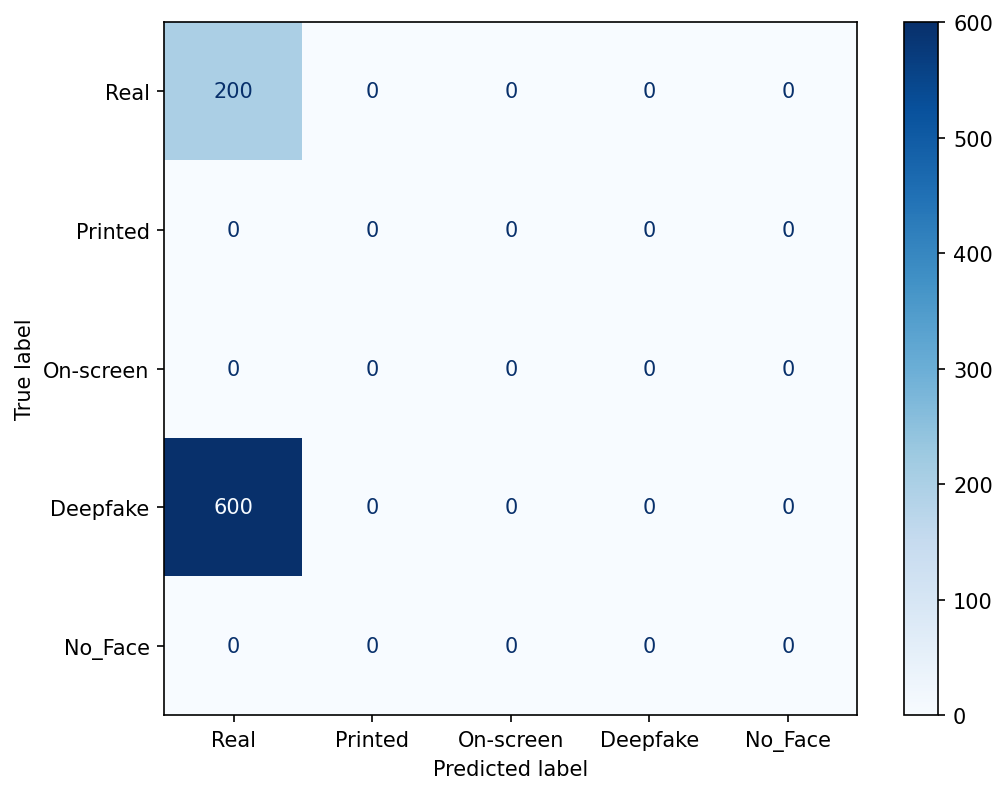 600
Real 200 0 0 0 0
500
Printed 0 0 0 0 0
400
True label
On-screen 0 0 0 0 0
300
200
Deepfake 600 0 0 0 0
100
No_Face 0 0 0 0 0
0
Real Printed On-screen Deepfake No_Face
Predicted label